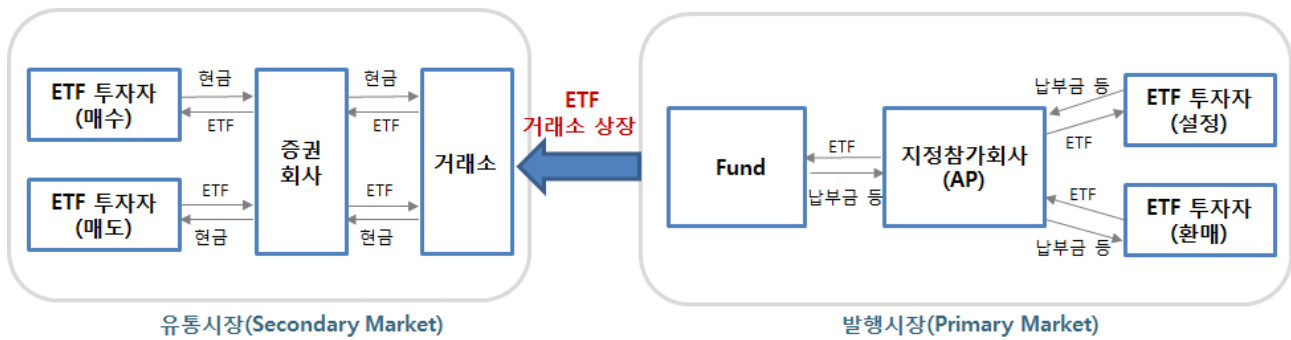 ETF 투자자
(매수)
현금
ETF
증권
회사
현금
ETF
거래소
ETF 투자자
(매도)
ETF
현금
ETF
현금
유통시장(Secondary Market)
ETF
거래소 상장
Fund
ETF
납부금 등
지정참가회사
(AP)
납부금 등
ETF
ETF 투자자
(설정)
ETF
납부금 등
ETF 투자자
(환매)
발행시장(Primary Market)